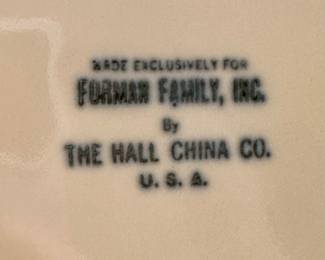 MADE EXCLUSIVELY FOR
FORMAN FAMILY, INC.
By
THE HALL CHINA CO.
U. S. A.